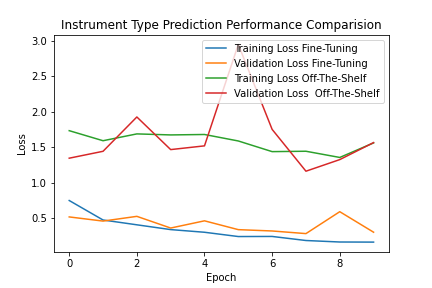 Instrument Type Prediction Performance Comparision
3.0
2.5
2.0
1.5
1.0
0.5
0
2
4
6
8
Loss
Epoch
Training Loss Fine-Tuning
Validation Loss Fine-Tuning
Training Loss Off-The-Shelf
Validation Loss  Off-The-Shelf